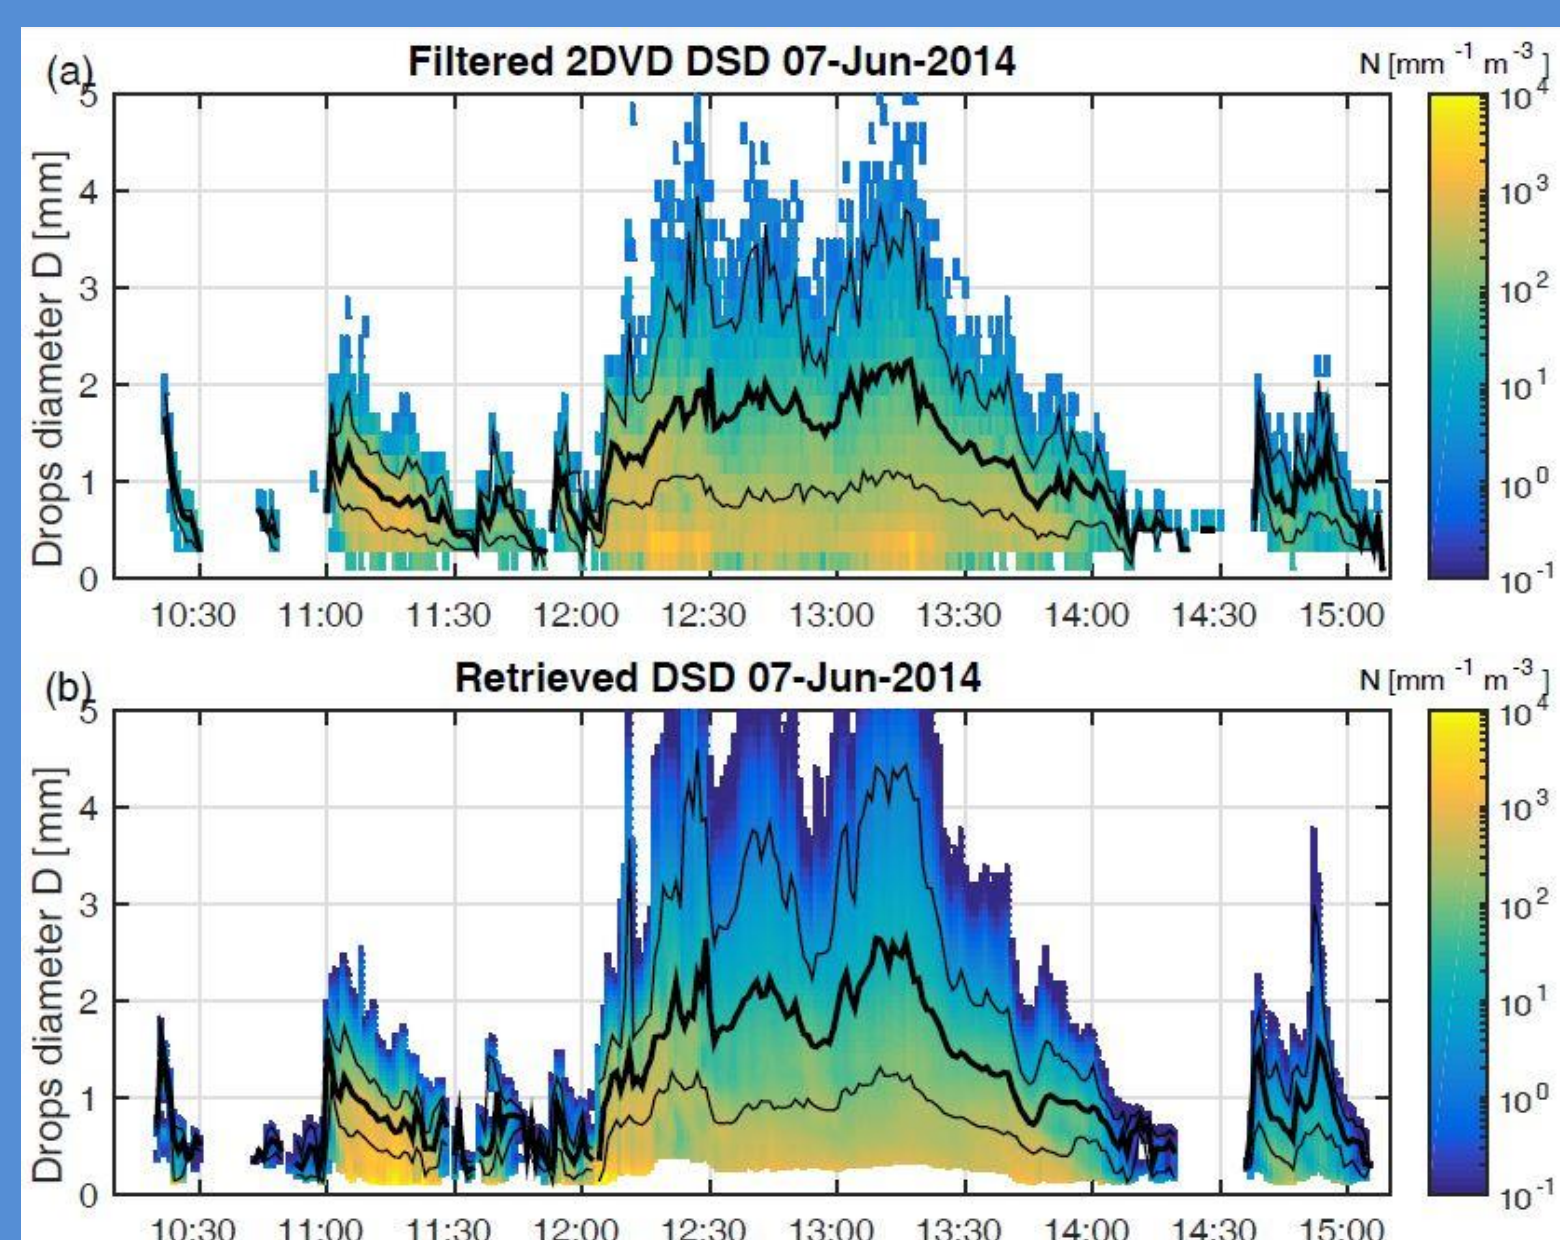 (a)
Filtered 2DVD DSD 07-Jun-2014
N [mm -1 m -3 ]
Drops diameter D [mm]
5
4
3
2
1
0
10:30 11:00 11:30 12:00 12:30 13:00 13:30 14:00 14:30 15:00
10 4
10 3
10 2
10 1
10 0
10 -1
(b)
Retrieved DSD 07-Jun-2014
N [mm -1 m -3 ]
Drops diameter D [mm]
5
4
3
2
1
0
10:30 11:00 11:30 12:00 12:30 13:00 13:30 14:00 14:30 15:00
10 4
10 3
10 2
10 1
10 0
10 -1